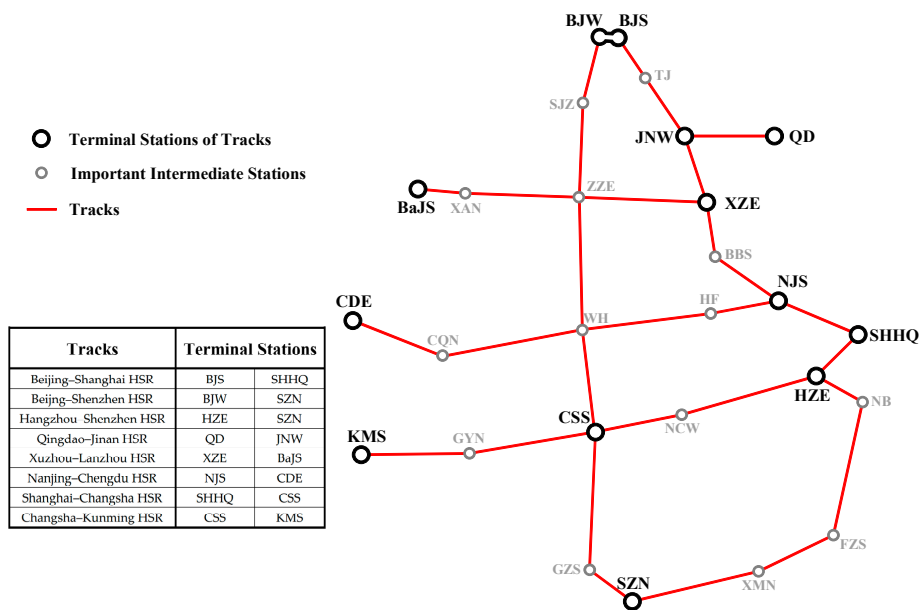 BJW BJS
TJ
SJZ
Terminal Stations of Tracks
JNW QD
Important Intermediate Stations
ZZE
BaJS XAN XZE
Tracks
BBS
NJS
CDE HF
WH SHHQ
CQN
HZE
NB
CSS NCW
KMS GYN
FZS
GZS SZN XMN
Tracks Terminal Stations
Beijing–Shanghai HSR BJS SHHQ
Beijng–Shenzhen HSR BJW SZN
Hangzhou–Shenzhen HSR HZE SZN
Qingdao–Jinan HSR QD JNW
Xuzhou–Lanzhou HSR XZE BaJS
Nanjing–Chengdu HSR NJS CDE
Shanghai–Changsha HSR SHHQ CSS
Changsha–Kunming HSR CSS KMS